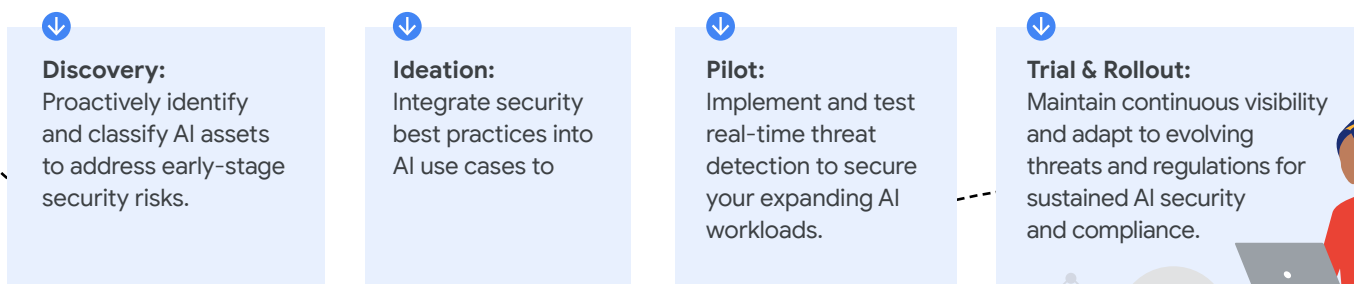 Discovery:
Proactively identify
and classify AI assets
to address early-stage
security risks.
Ideation:
Integrate security
best practices into
AI use cases to
Pilot:
Implement and test
real-time threat
detection to secure
your expanding AI
workloads.
Trial & Rollout:
Maintain continuous visibility
and adapt to evolving
threats and regulations for
sustained AI security
and compliance.